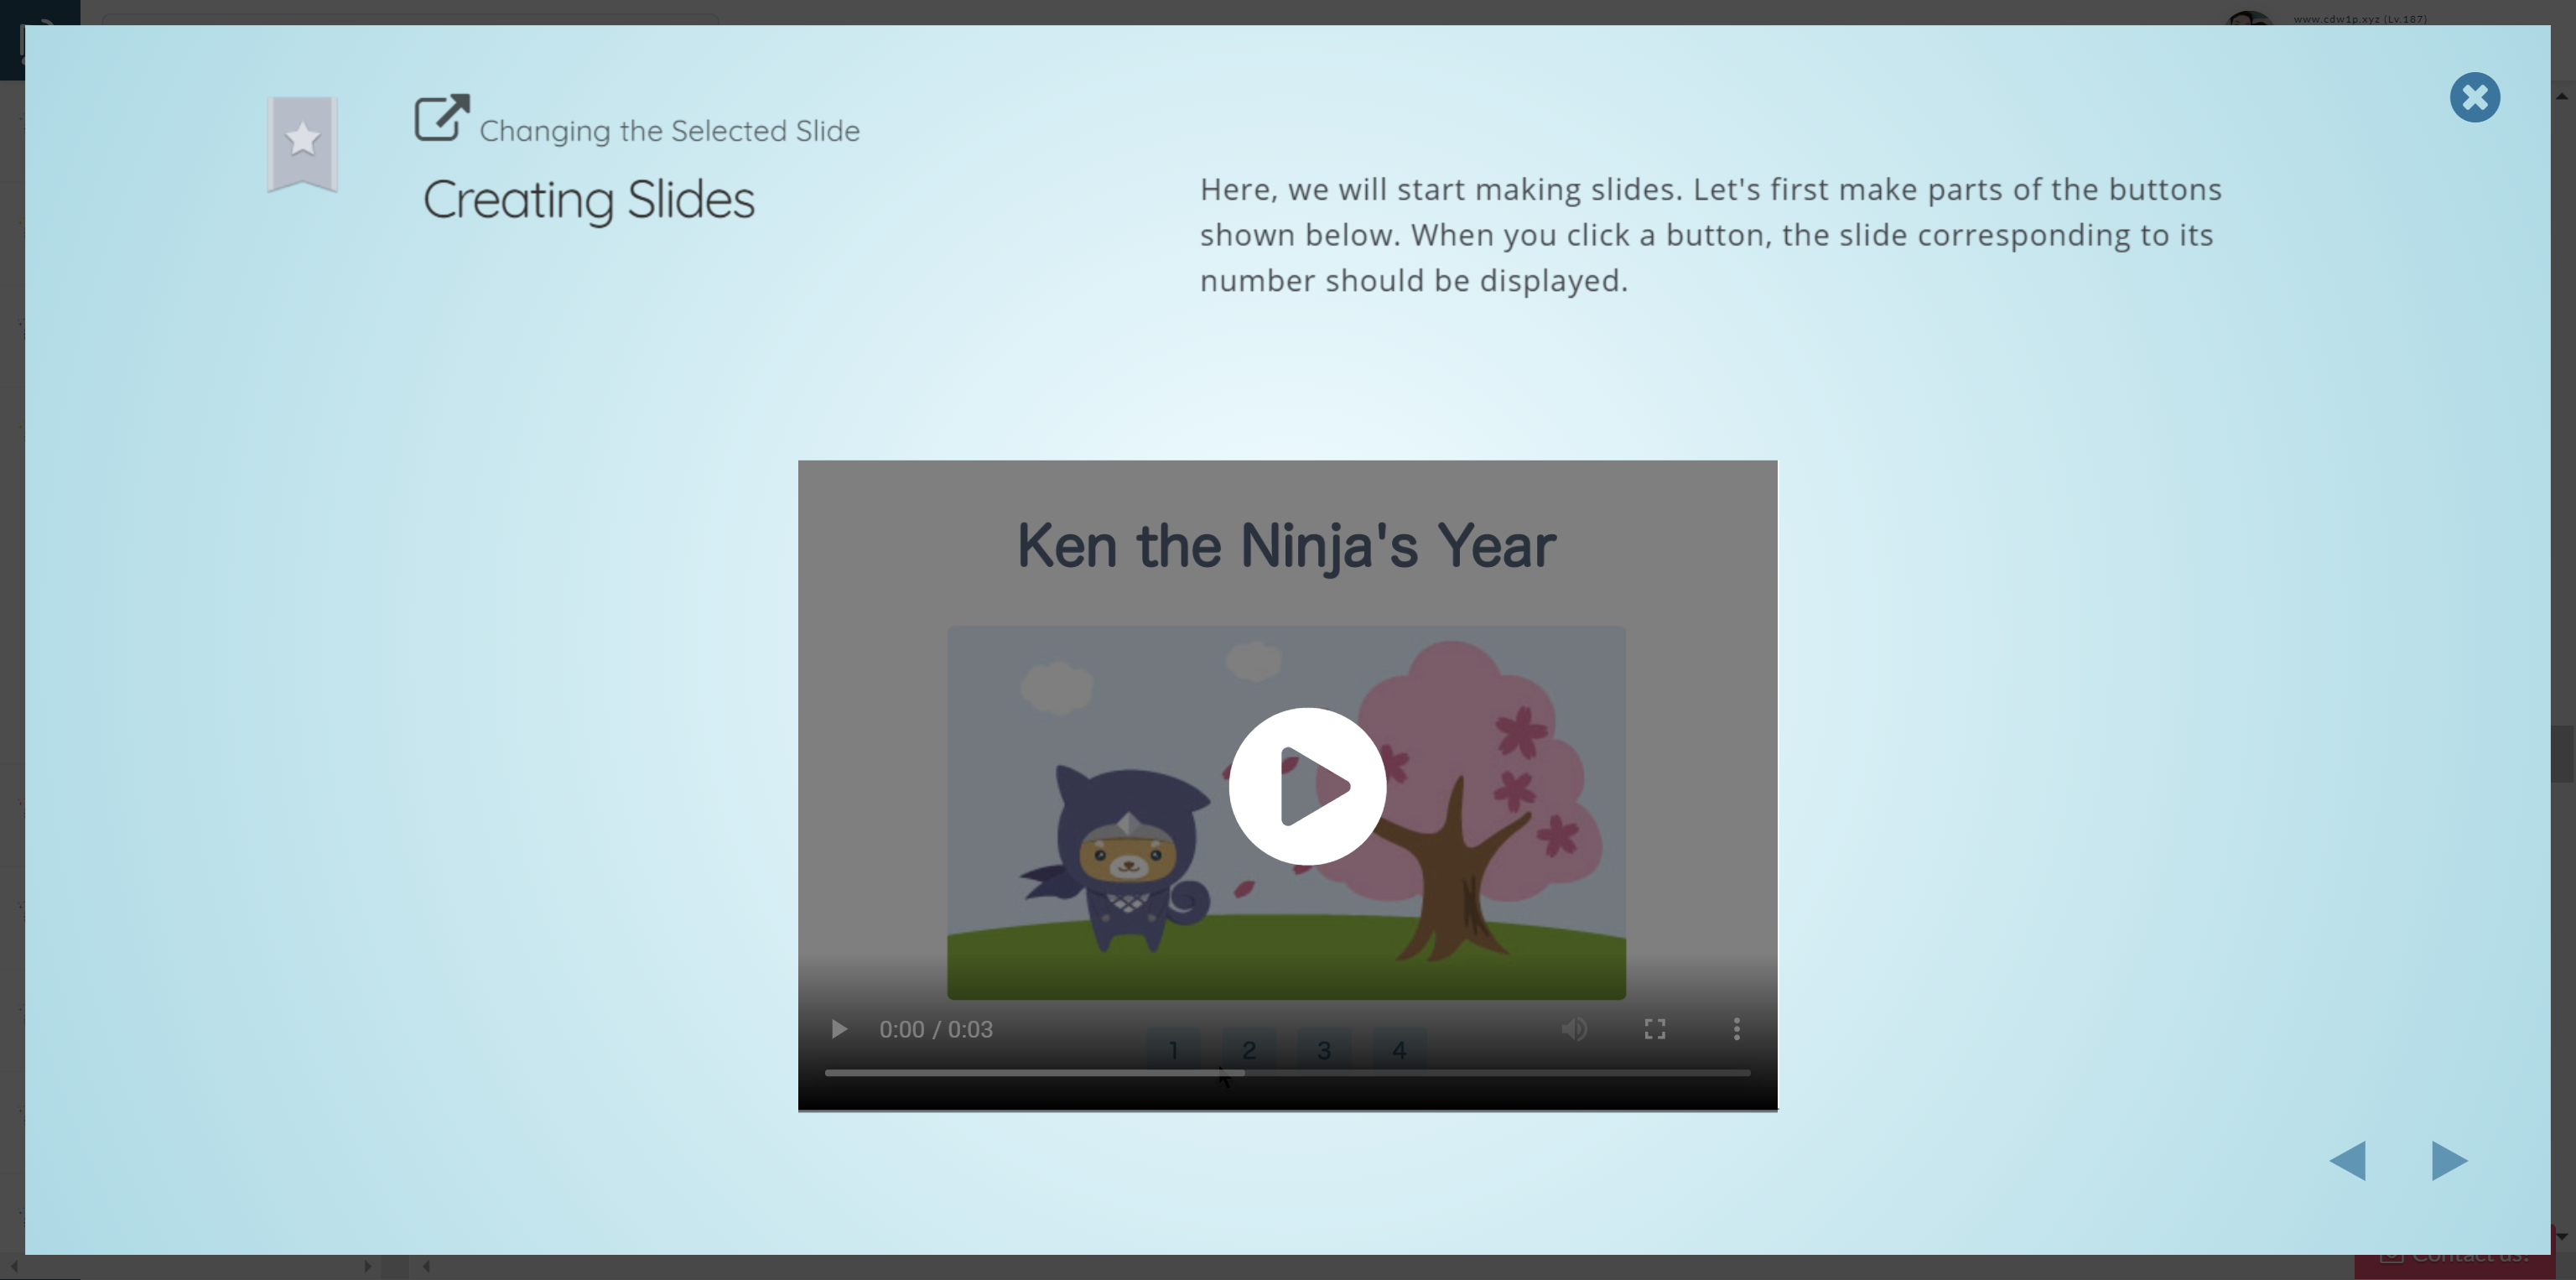 www.cdw1p.xyz (Lv.187)
Changing the Selected Slide
Creating Slides
Here, we will start making slides. Let's first make parts of the buttons
shown below. When you click a button, the slide corresponding to its
number should be displayed.
Ken the Ninja's Year
0:00 / 0:03
1 2 3 4
Contact us!